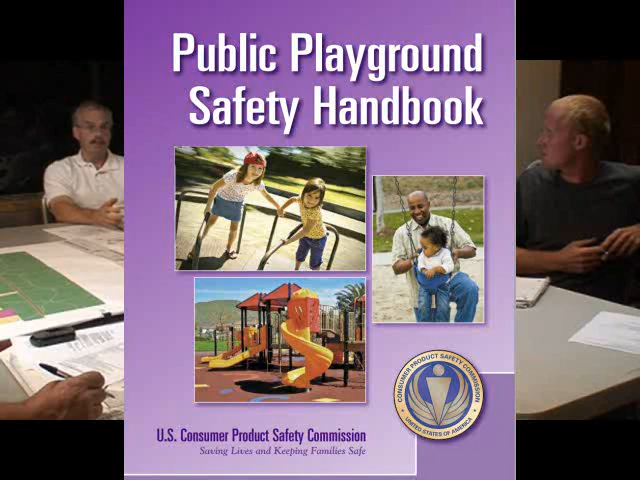 Public Playground
Safety Handbook
CONSUMER PRODUCT SAFETY COMMISSION
UNITED STATES OF AMERICA
U.S. Consumer Product Safety Commission
Saving Lives and Keeping Families Safe